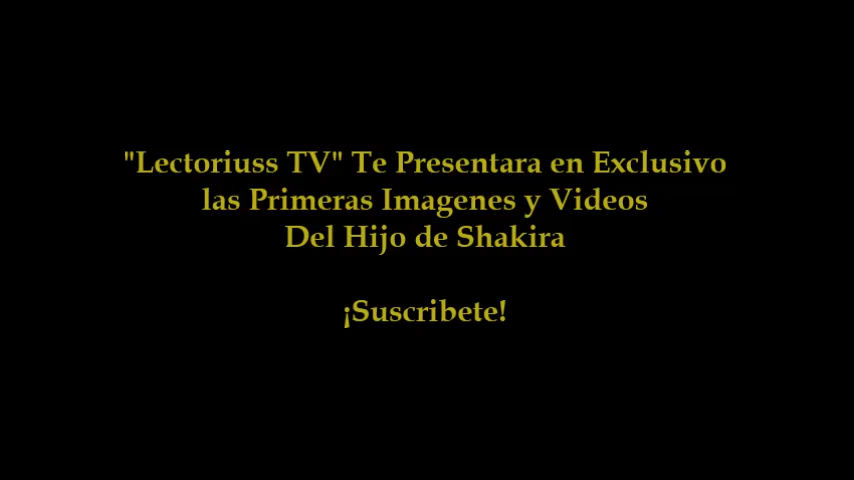 "Lectoriuss TV" Te Presentara en Exclusivo
las Primeras Imagenes y Videos
Del Hijo de Shakira
¡Suscribete!